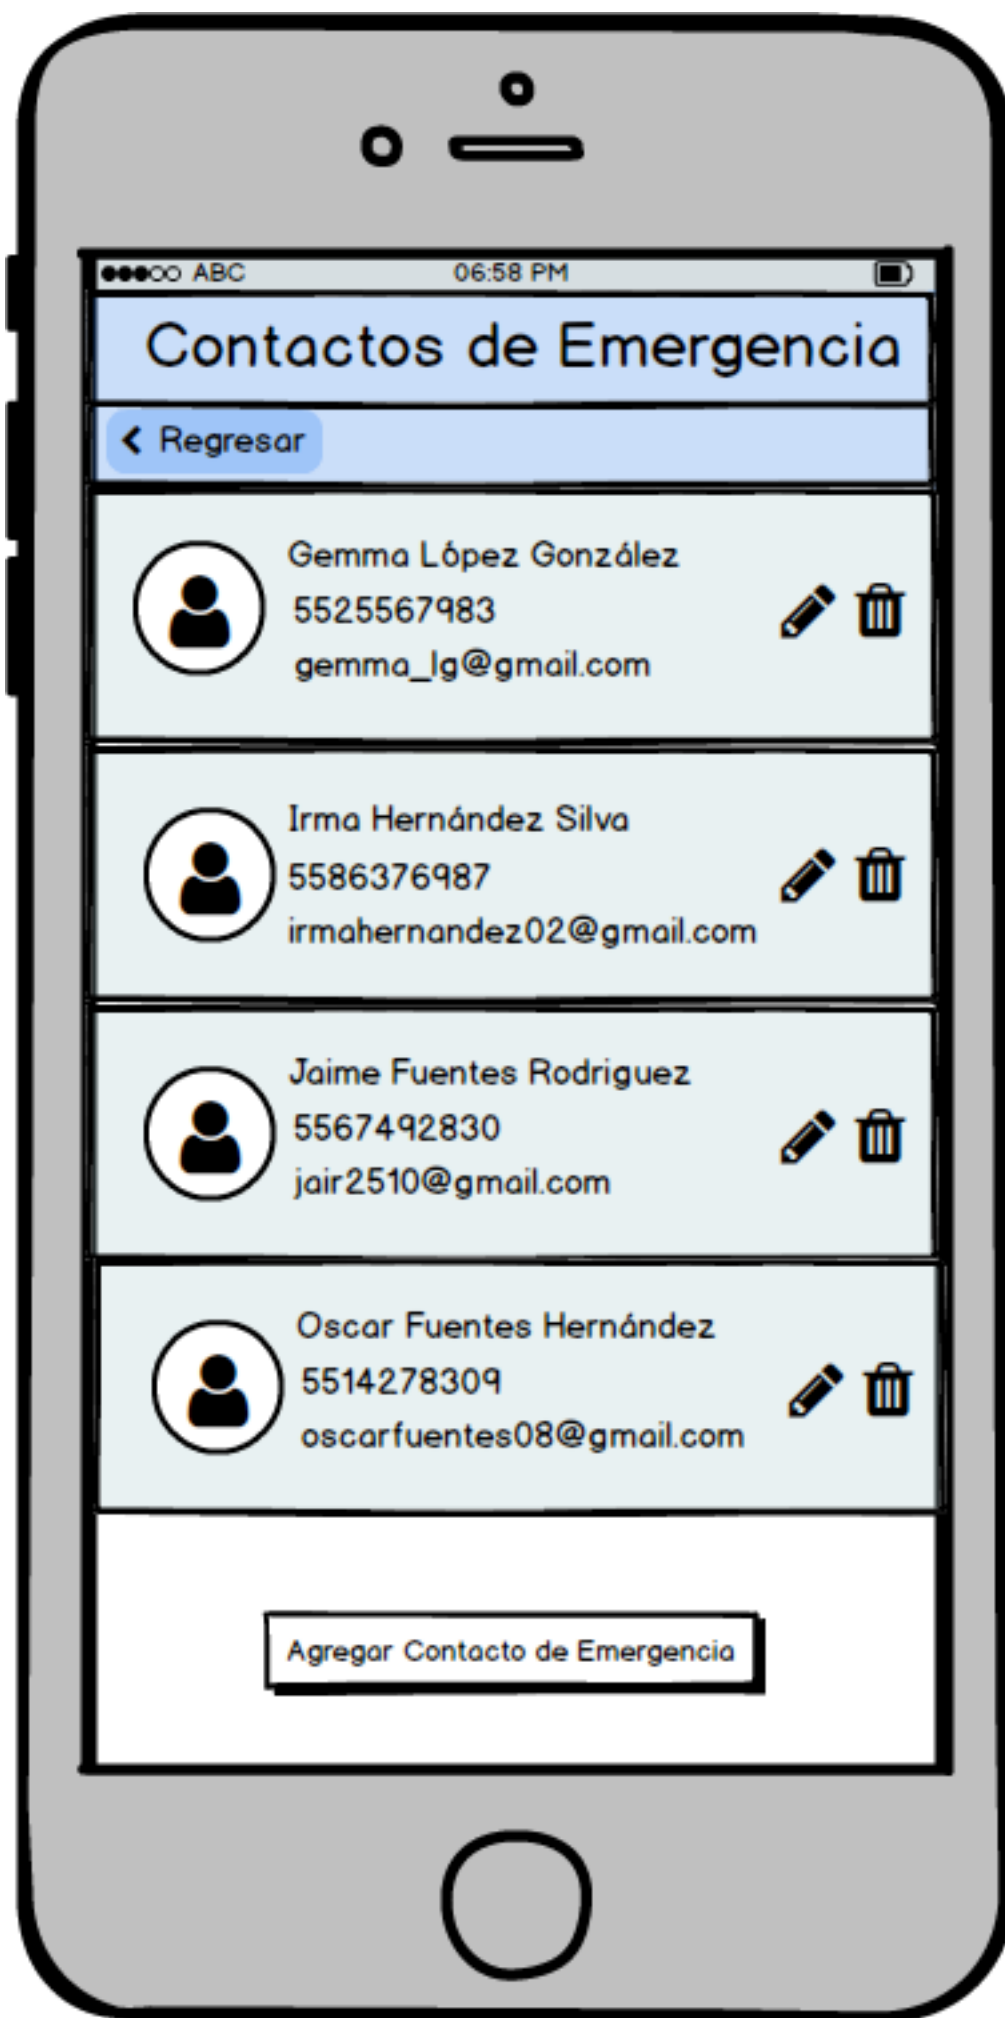 ABC 06:58 PM
Contactos de Emergencia
Regresar
Gemma López González
5525567983
gemma_lg@gmail.com
Irma Hernández Silva
5586376987
irmahernandez02@gmail.com
Jaime Fuentes Rodriguez
5567492830
jair2510@gmail.com
Oscar Fuentes Hernández
5514278309
oscarfuentes08@gmail.com
Agregar Contacto de Emergencia